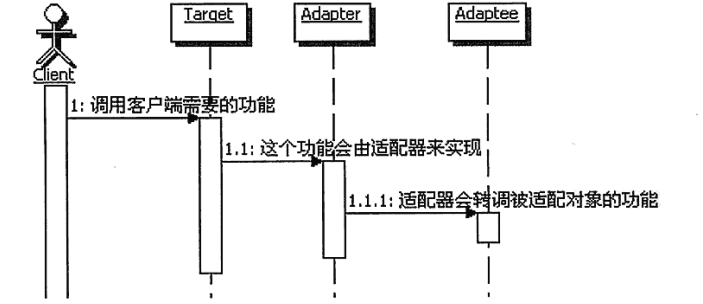 Target
Adapter
Adaptee
Client
1: 调用客户端需要的功能
1.1: 这个功能会由适配器来实现
1.1.1: 适配器会转调被适配对象的功能